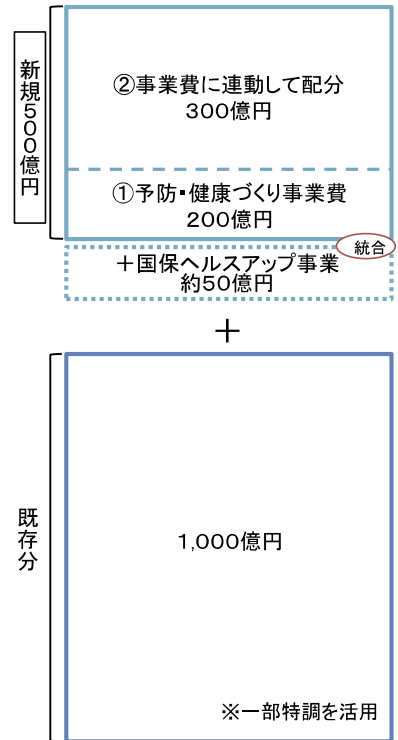 新規500億円
②事業費に連動して配分
300億円
①予防・健康づくり事業費
200億円
統合
＋国保ヘルスアップ事業
約50億円
＋
既存分
1,000億円
※一部特調を活用